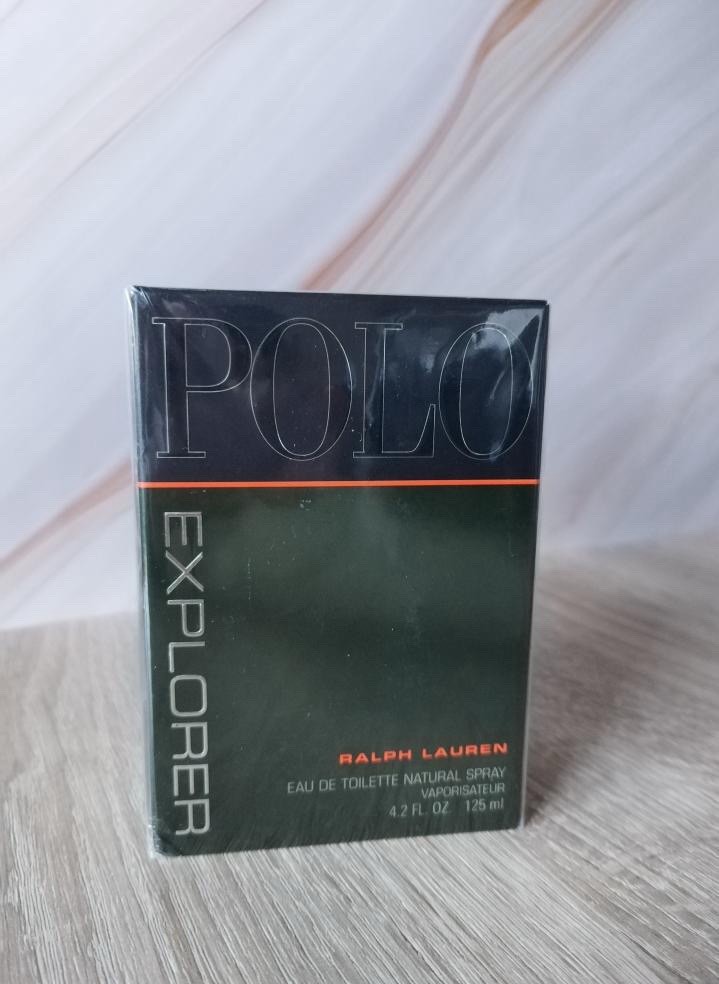 POLO
EXPLORER
RALPH LAUREN
EAU DE TOILETTE NATURAL SPRAY
VAPORISATEUR
4.2 FL. OZ. 125 ml